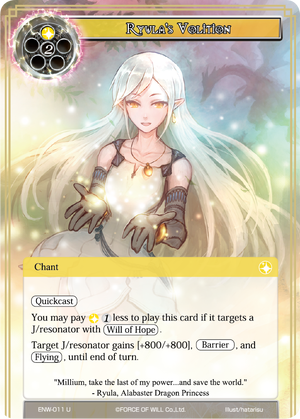 Ryula's Volition
2
Chant
Quickcast
You may pay 1 less to play this card if it targets a
J/resonator with Will of Hope.
Target J/resonator gains [+800/+800], Barrier, and
Flying, until end of turn.
"Millium, take the last of my power...and save the world."
- Ryula, Alabaster Dragon Princess
ENW-011 U
©FORCE OF WILL Co.,Ltd.
Illust/hatarisu